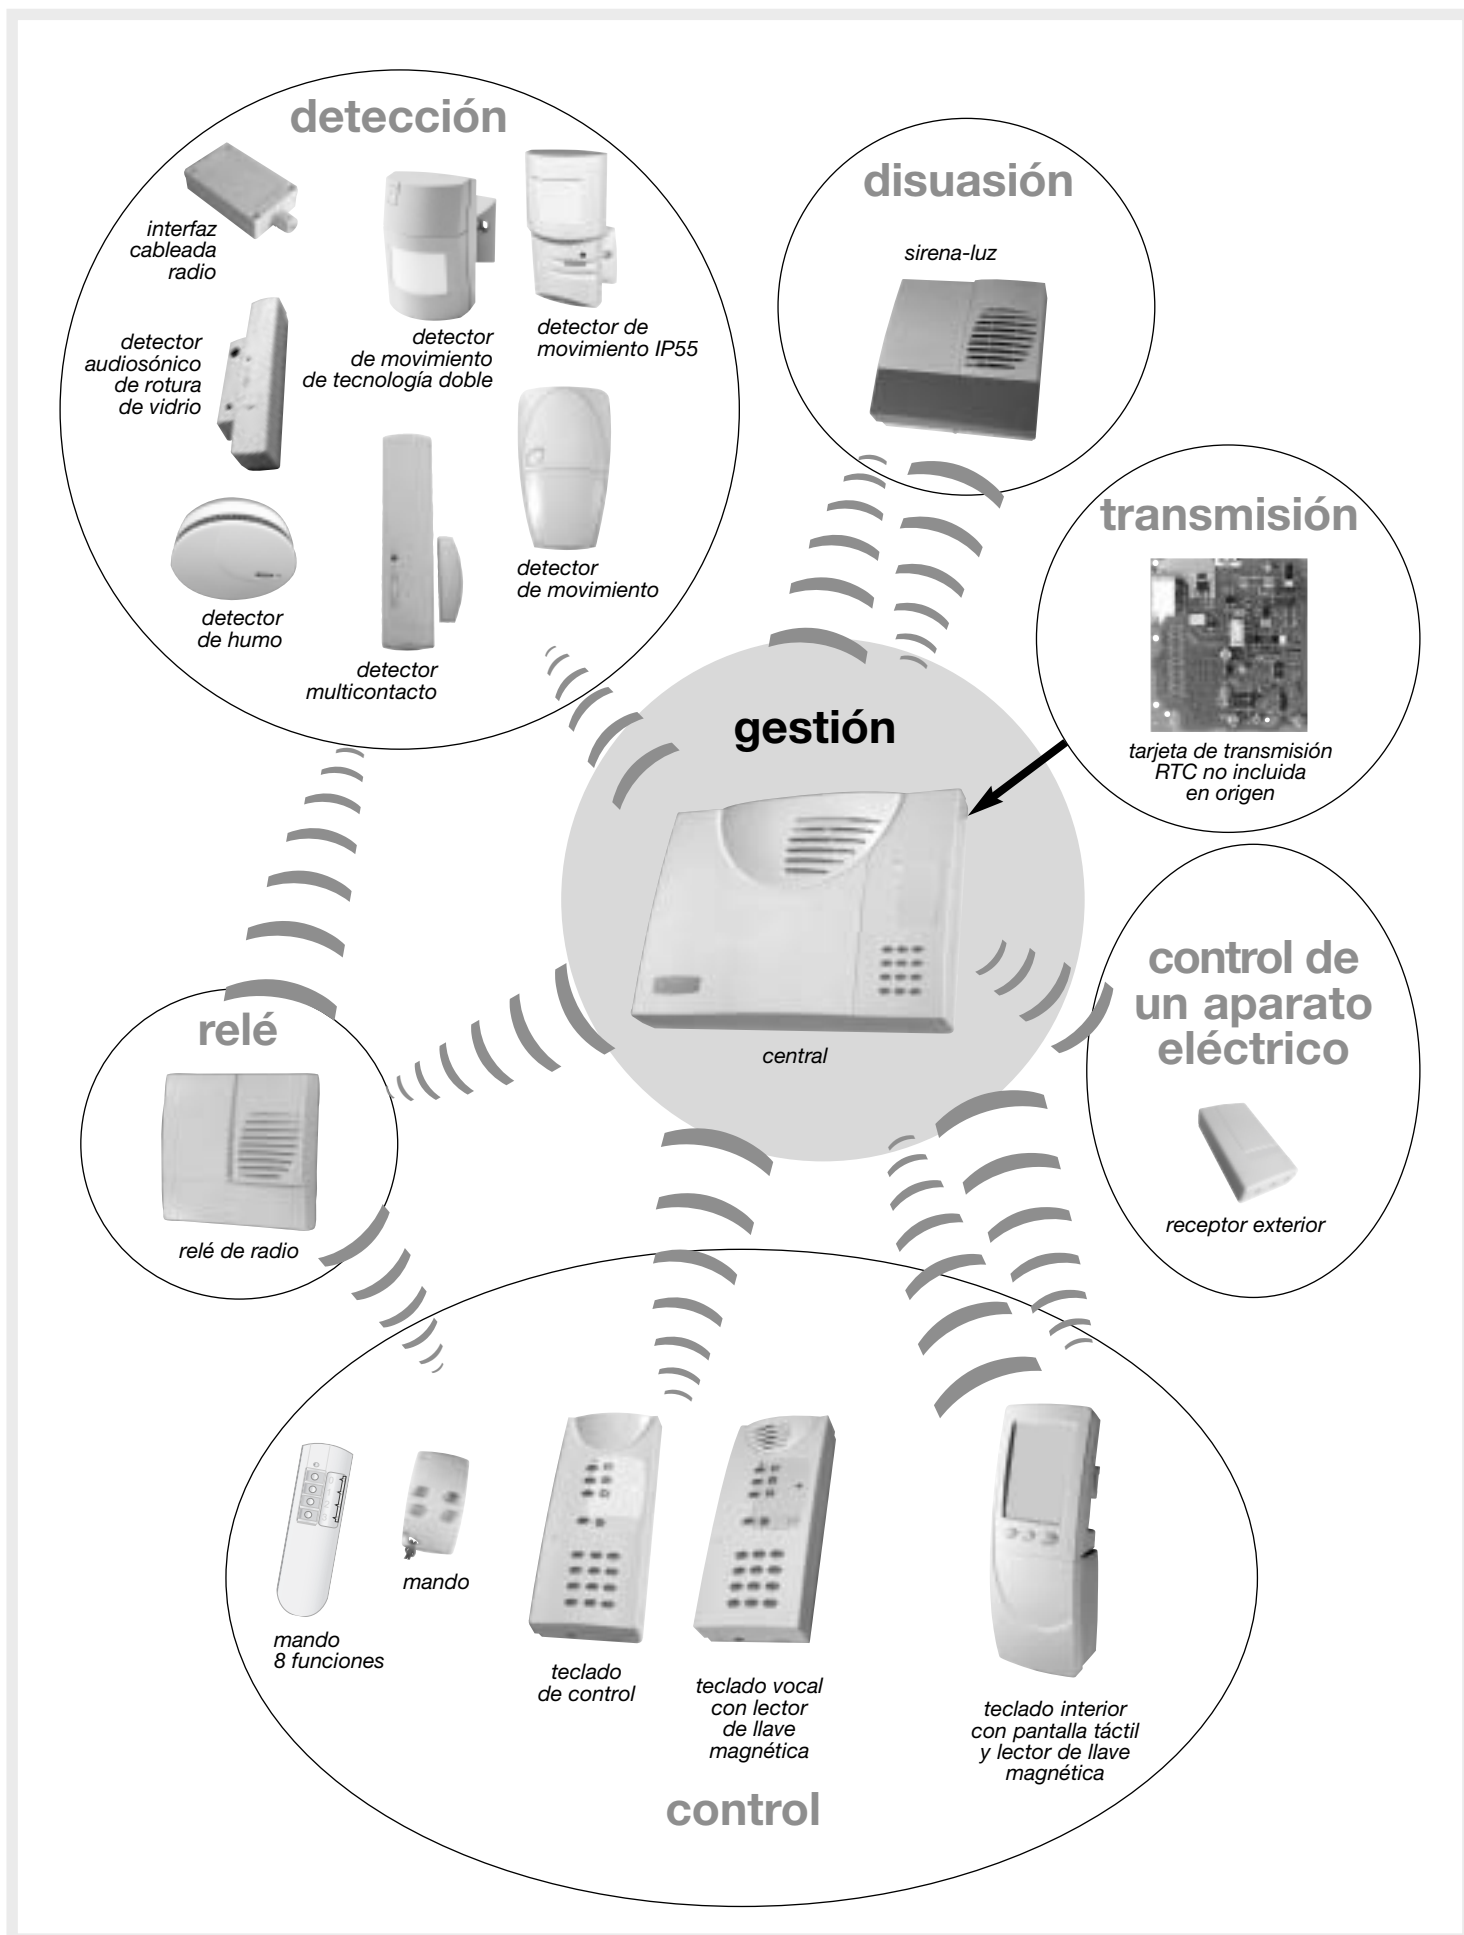 detección
interfaz
cableada
radio
detector
audiosónico
de rotura
de vidrio
detector
de movimiento
de tecnología doble
detector de
movimiento IP55
detector
de humo
detector
multicontacto
detector
de movimiento
disuasión
sirena-luz
transmisión
tarjeta de transmisión
RTC no incluida
en origen
gestión
central
control de
un aparato
eléctrico
receptor exterior
relé
relé de radio
mando
8 funciones
mando
teclado
de control
teclado vocal
con lector
de llave
magnética
teclado interior
con pantalla táctil
y lector de llave
magnética
control